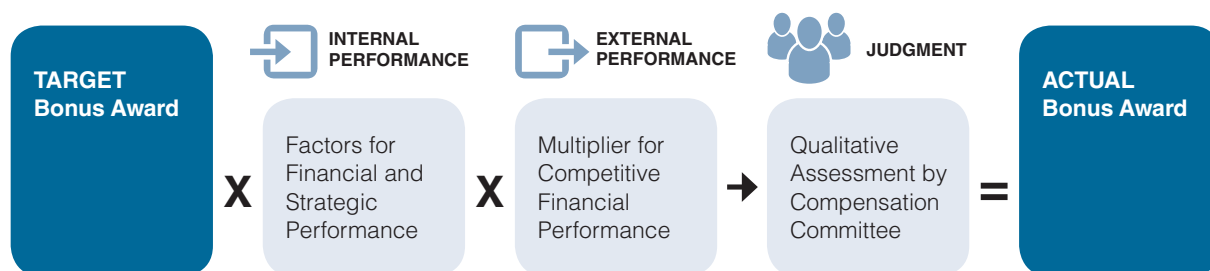 TARGET
Bonus Award
X
INTERNAL
PERFORMANCE
Factors for
Financial and
Strategic
Performance
X
EXTERNAL
PERFORMANCE
Multiplier for
Competitive
Financial
Performance
JUDGMENT
Qualitative
Assessment by
Compensation
Committee
=
ACTUAL
Bonus Award